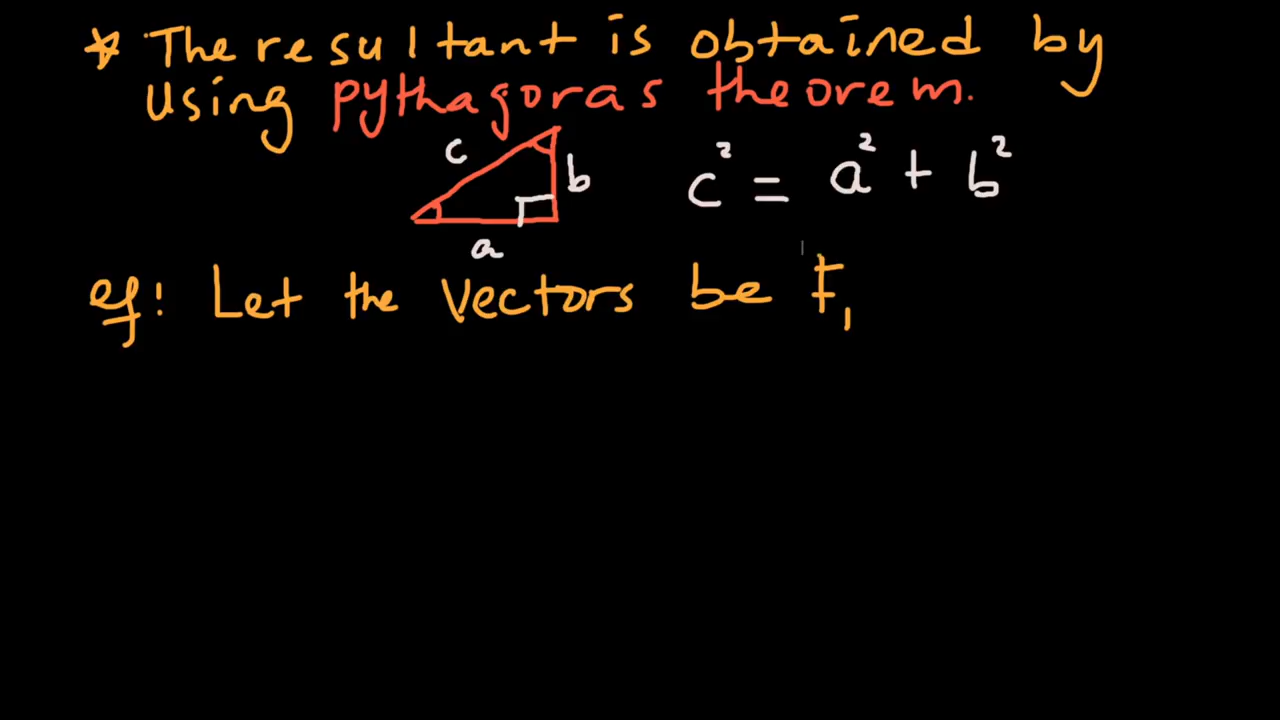 * The resultant is obtained by
using pythagoras theorem.
c
b
a
c² = a² + b²
eg: Let the vectors be F₁